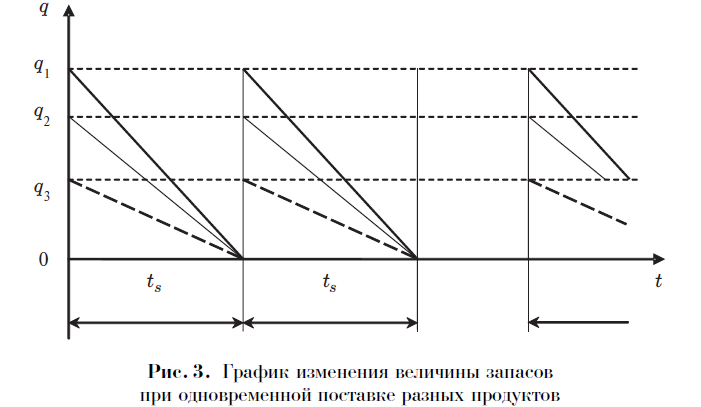 q
q₁
q₂
q₃
0
tₛ tₛ t
Рис. 3. График изменения величины запасов
при одновременной поставке разных продуктов